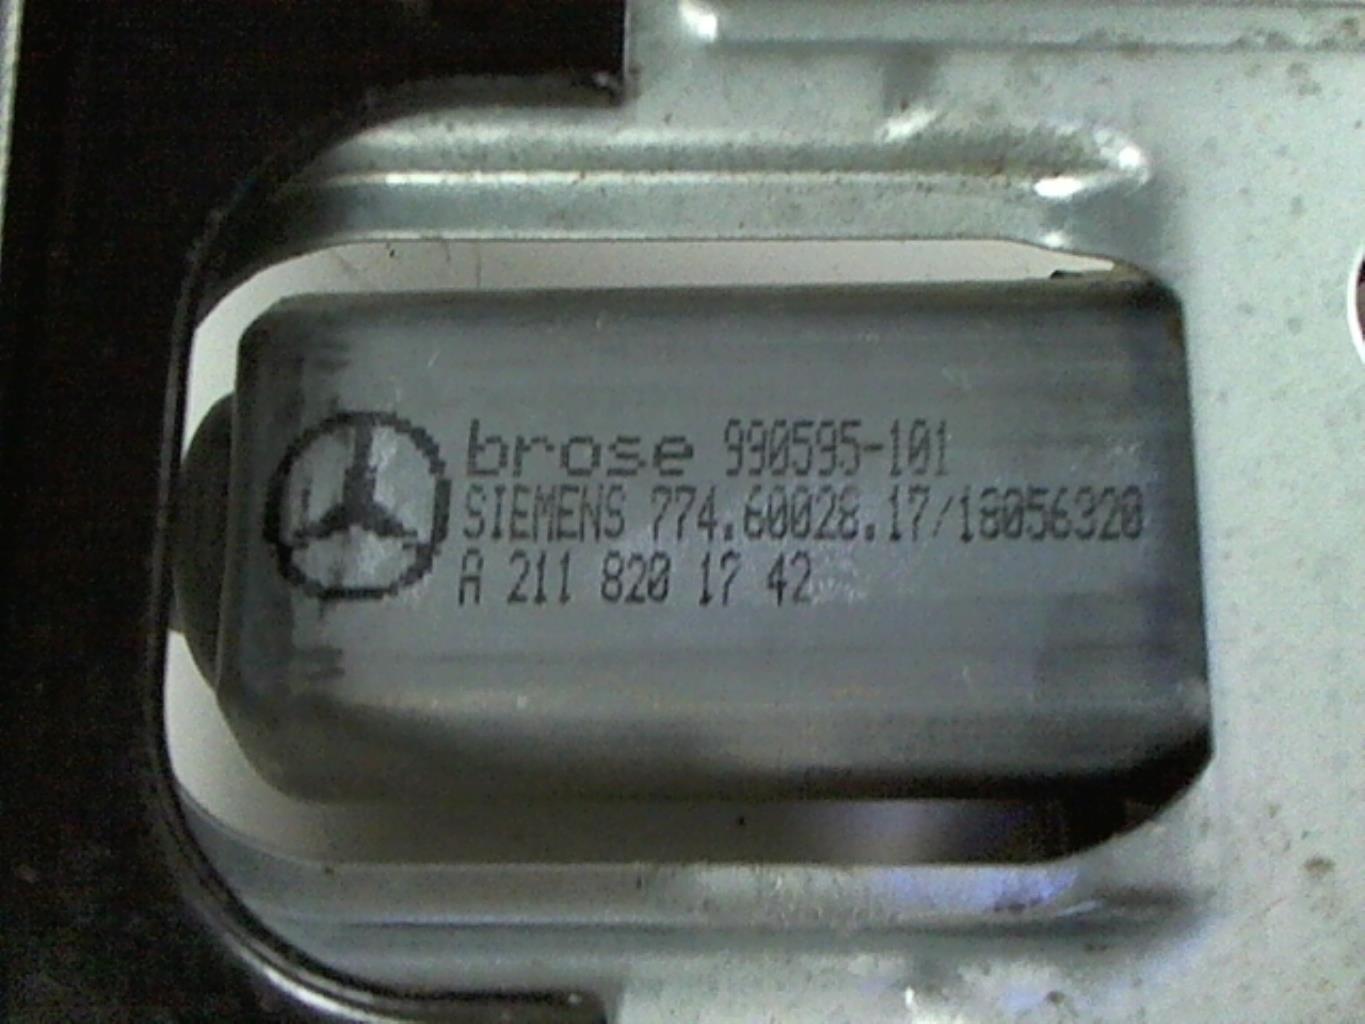 brose 990595-101
SIEMENS 774.60028.17/18056320
A 211 820 17 42